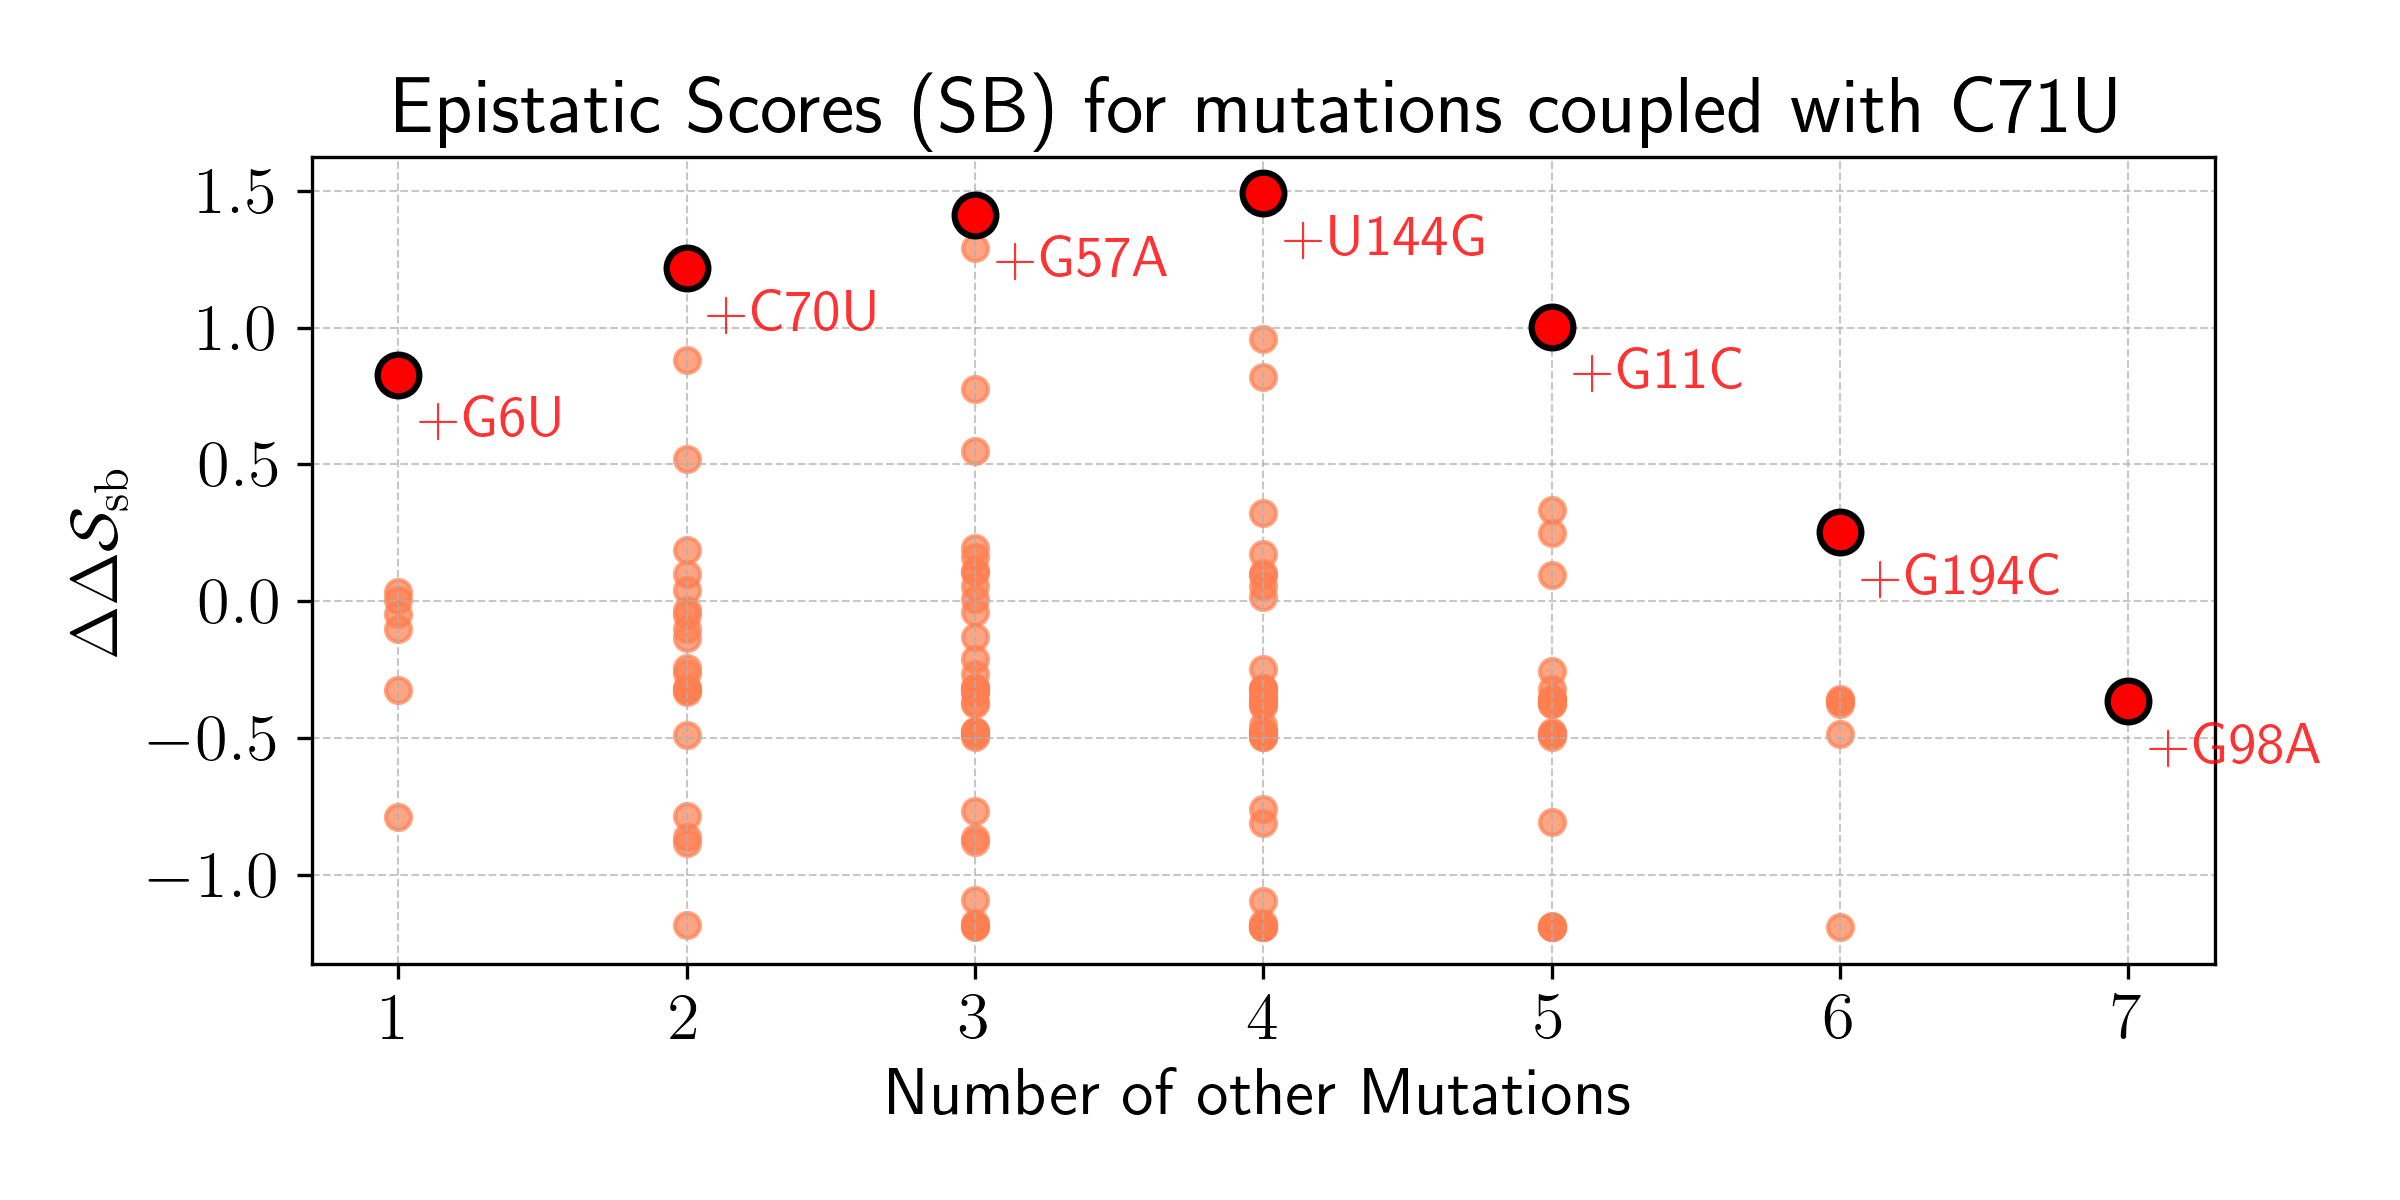 Epistatic Scores (SB) for mutations coupled with C71U
ΔΔ𝒮sb
1.5
1.0
0.5
0.0
−0.5
−1.0
+G6U
+C70U
+G57A
+U144G
+G11C
+G194C
+G98A
1 2 3 4 5 6 7
Number of other Mutations